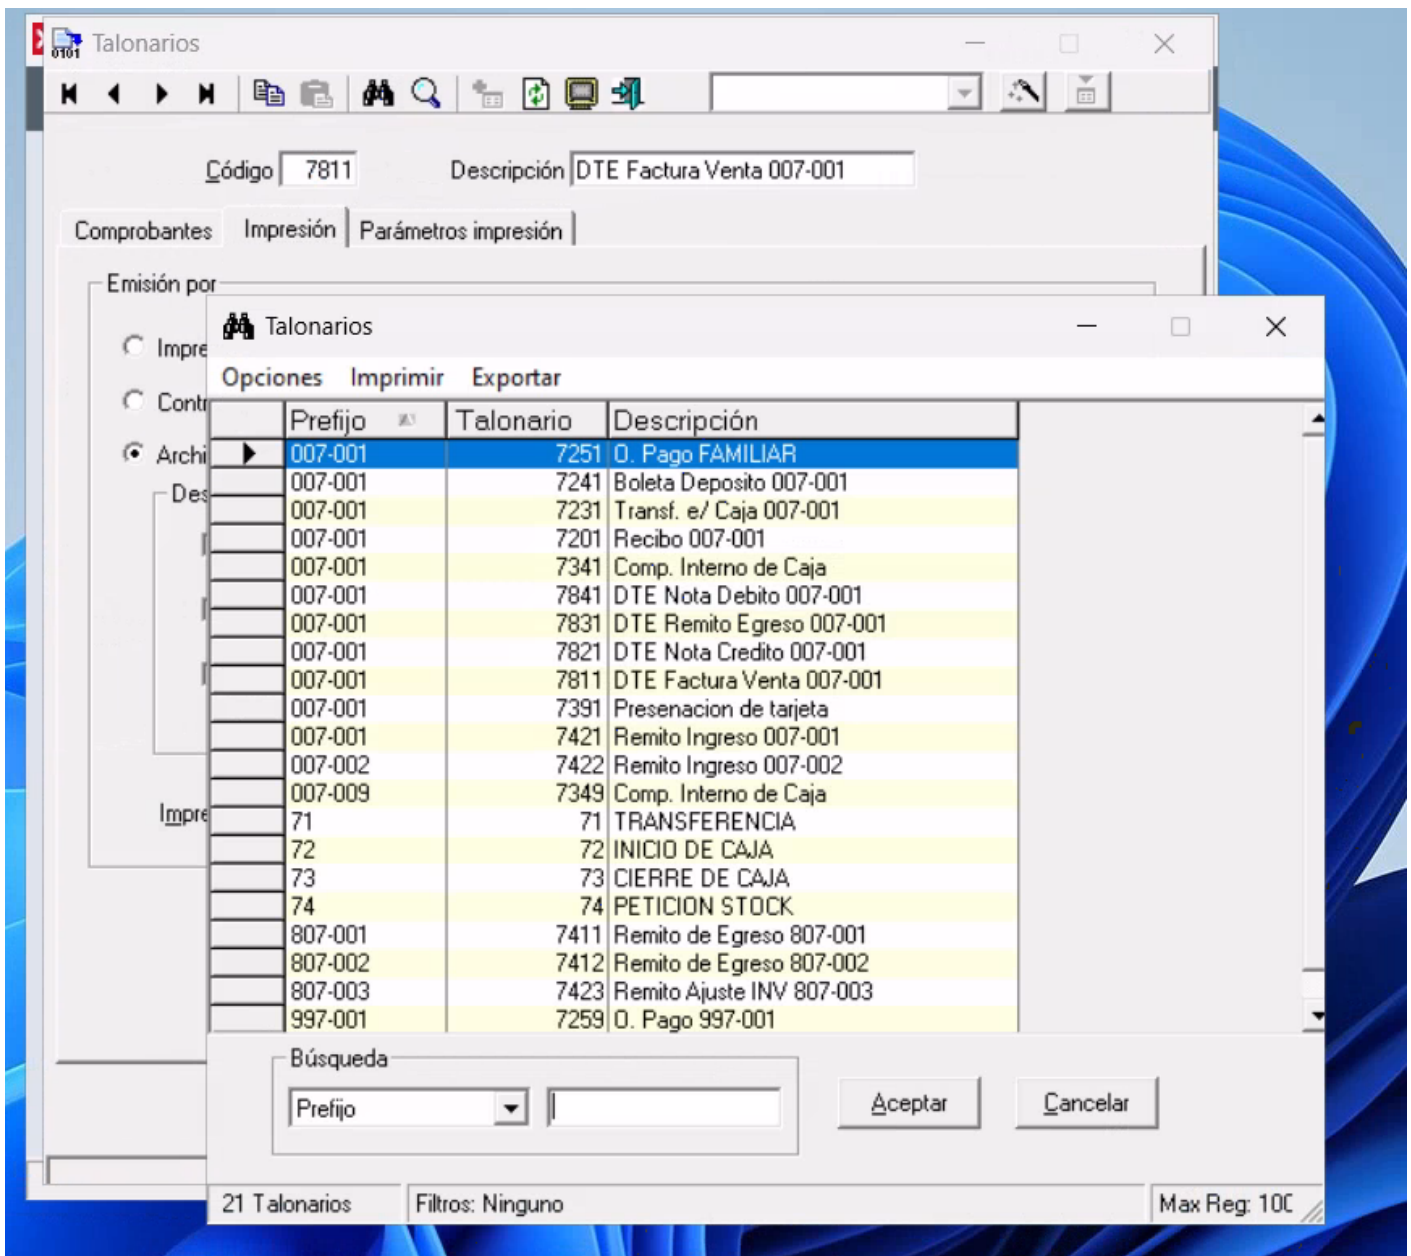 Talonarios
Código 7811 Descripción DTE Factura Venta 007-001
Comprobantes Impresión Parámetros impresión
Emisión por
Talonarios
Opciones Imprimir Exportar
Prefijo Talonario Descripción
007-001 7251 O. Pago FAMILIAR
007-001 7241 Boleta Deposito 007-001
007-001 7231 Transf. e/ Caja 007-001
007-001 7201 Recibo 007-001
007-001 7341 Comp. Interno de Caja
007-001 7841 DTE Nota Debito 007-001
007-001 7831 DTE Remito Egreso 007-001
007-001 7821 DTE Nota Credito 007-001
007-001 7811 DTE Factura Venta 007-001
007-001 7391 Presenacion de tarjeta
007-001 7421 Remito Ingreso 007-001
007-002 7422 Remito Ingreso 007-002
007-009 7349 Comp. Interno de Caja
71 71 TRANSFERENCIA
72 72 INICIO DE CAJA
73 73 CIERRE DE CAJA
74 74 PETICION STOCK
807-001 7411 Remito de Egreso 807-001
807-002 7412 Remito de Egreso 807-002
807-003 7423 Remito Ajuste INV 807-003
997-001 7259 O. Pago 997-001
Impre
Contr
Archi
Des
Impre
Búsqueda
Prefijo
Aceptar Cancelar
21 Talonarios Filtros: Ninguno Max Reg: 100